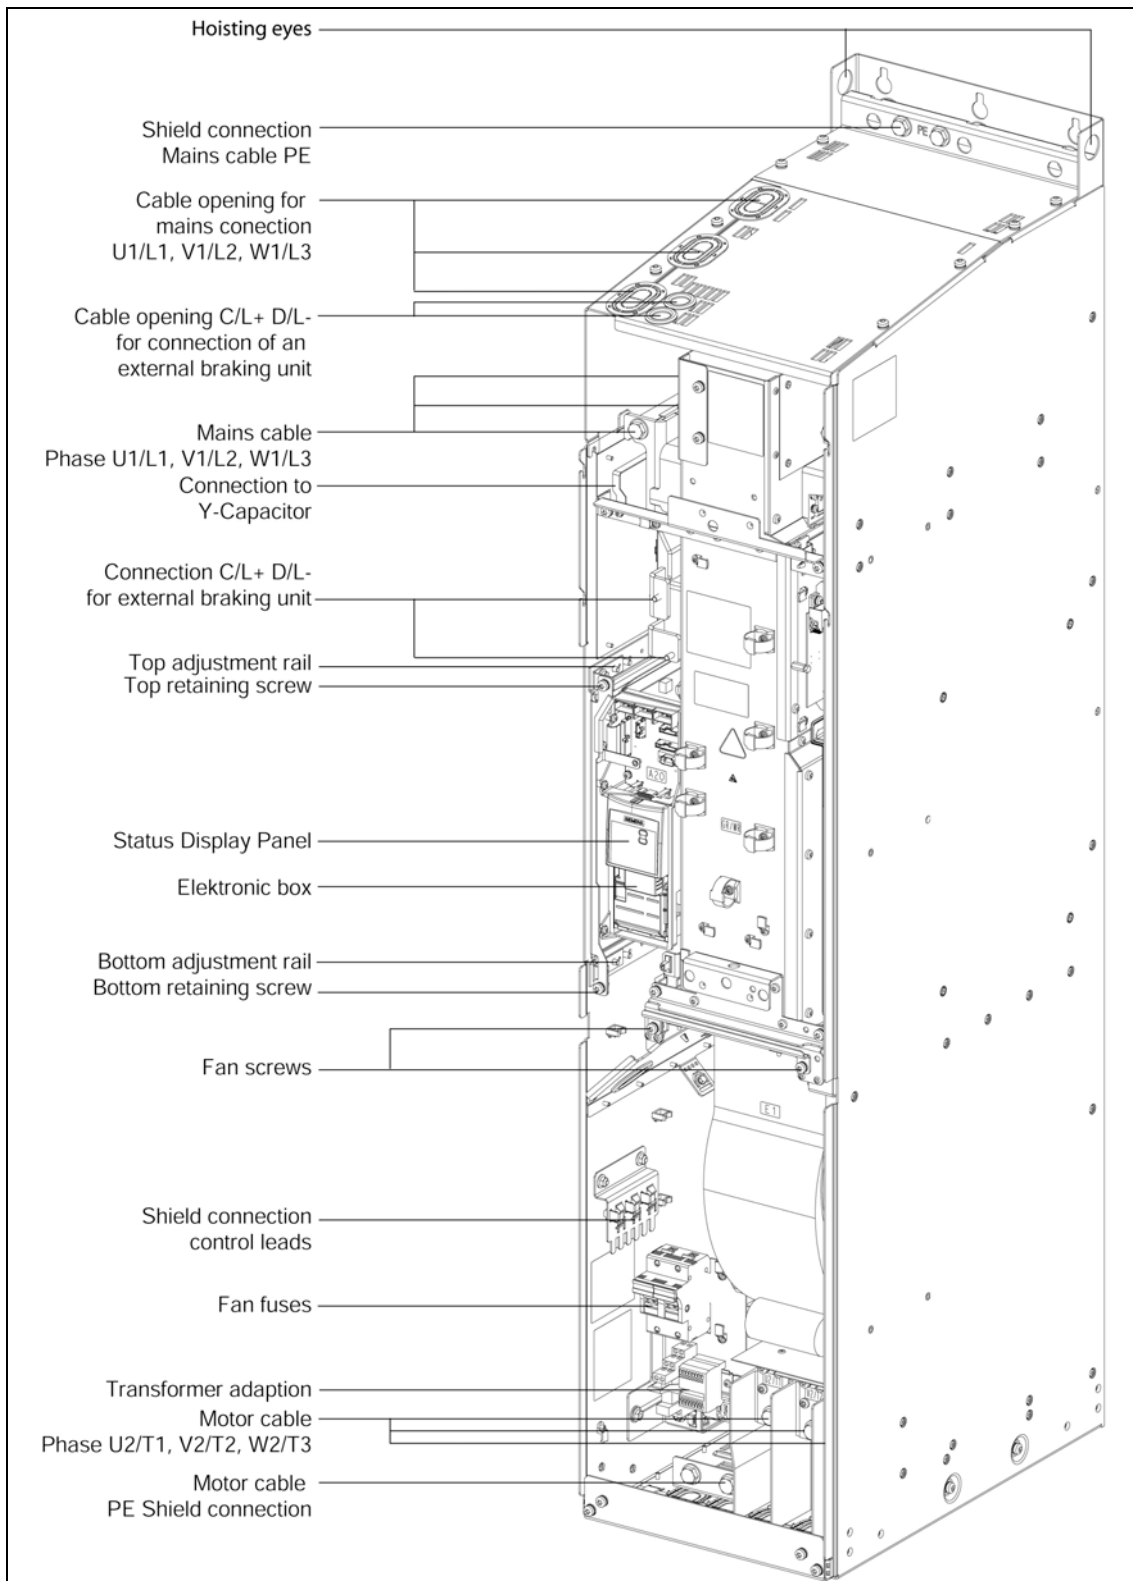 Hoisting eyes
Shield connection
Mains cable PE
PE
Cable opening for
mains conection
U1/L1, V1/L2, W1/L3
Cable opening C/L+ D/L-
for connection of an
external braking unit
Mains cable
Phase U1/L1, V1/L2, W1/L3
Connection to
Y-Capacitor
Connection C/L+ D/L-
for external braking unit
Top adjustment rail
Top retaining screw
A20
SIEMENS
Status Display Panel
Elektronic box
Bottom adjustment rail
Bottom retaining screw
Fan screws
E1
Shield connection
control leads
Fan fuses
Transformer adaption
Motor cable
Phase U2/T1, V2/T2, W2/T3
Motor cable
PE Shield connection